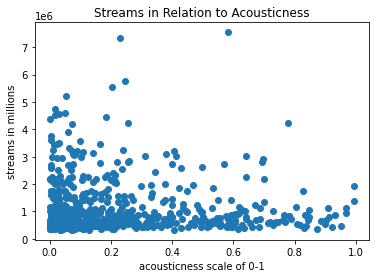 Streams in Relation to Acousticness
1e6
7
6
5
4
3
2
1
0
streams in millions
0.0 0.2 0.4 0.6 0.8 1.0
acousticness scale of 0-1